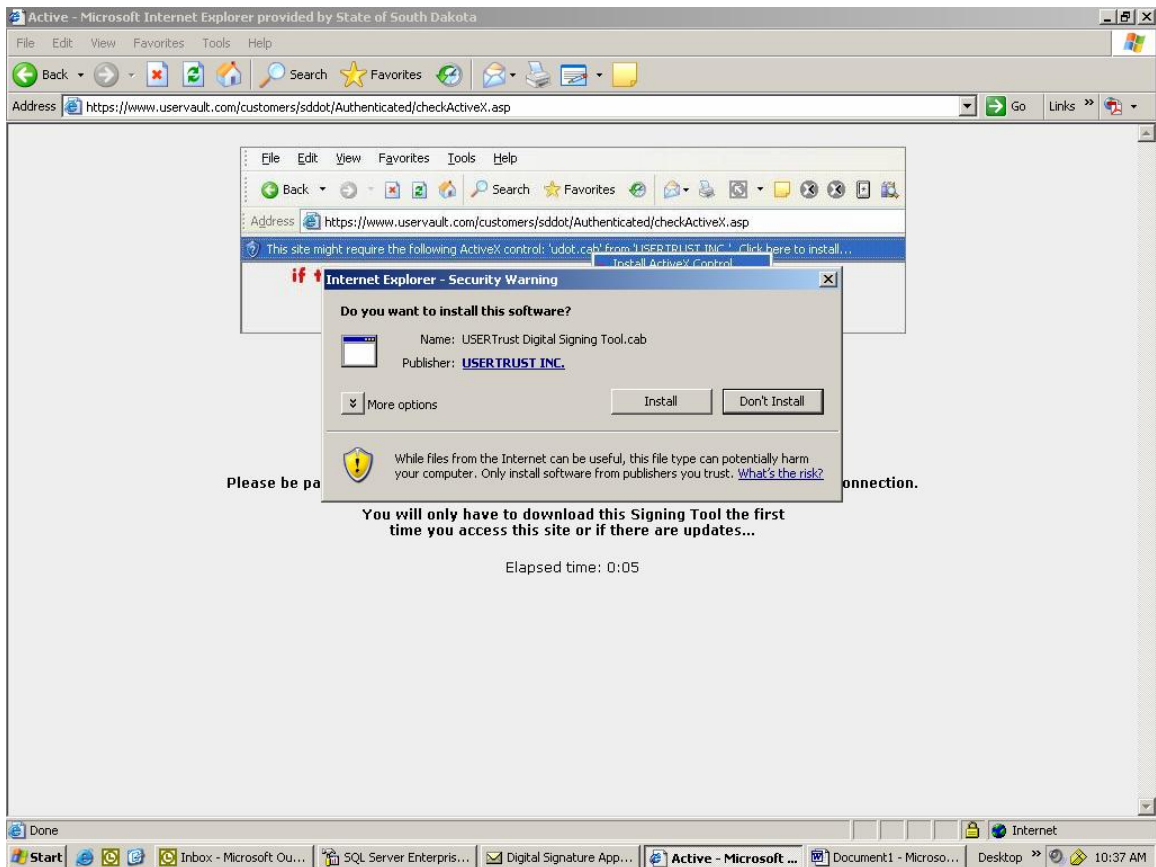 Active - Microsoft Internet Explorer provided by State of South Dakota
File Edit View Favorites Tools Help
Back Search Favorites
Address https://www.uservault.com/customers/sddot/Authenticated/checkActiveX.asp Go Links »
File Edit View Favorites Tools Help
Back Search Favorites
Address https://www.uservault.com/customers/sddot/Authenticated/checkActiveX.asp
This site might require the following ActiveX control: 'udot.cab' from 'USERTRUST INC.'. Click here to install...
Install ActiveX Control...
if
Internet Explorer - Security Warning
Do you want to install this software?
Name: USERTrust Digital Signing Tool.cab
Publisher: USERTRUST INC.
More options Install Don't Install
While files from the Internet can be useful, this file type can potentially harm
your computer. Only install software from publishers you trust. What's the risk?
Please be pa onnection.
You will only have to download this Signing Tool the first
time you access this site or if there are updates...
Elapsed time: 0:05
Done Internet
Start Inbox - Microsoft Ou... SQL Server Enterpris... Digital Signature App... Active - Microsoft ... Document1 - Microso... Desktop » 10:37 AM